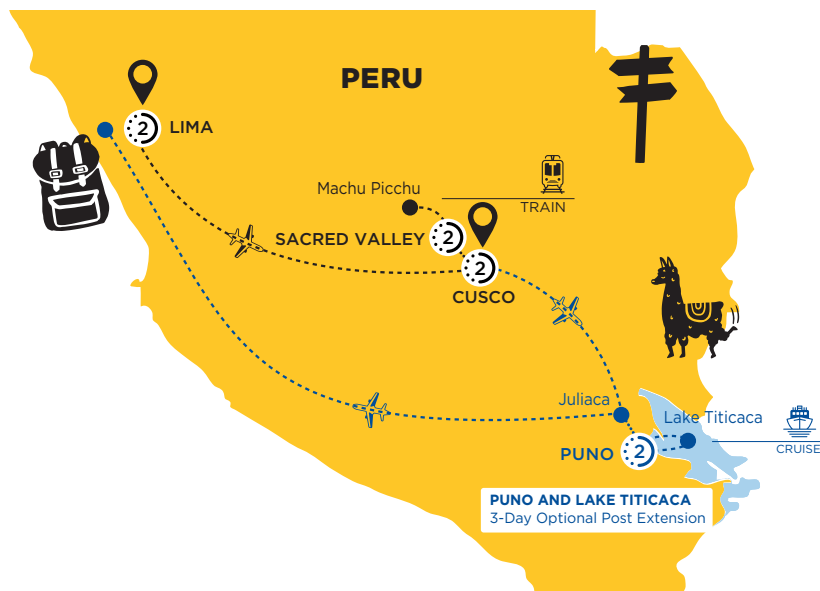 PERU
2
LIMA
Machu Picchu
TRAIN
SACRED VALLEY
2
2
CUSCO
Juliaca
Lake Titicaca
PUNO
2
CRUISE
PUNO AND LAKE TITICACA
3-Day Optional Post Extension